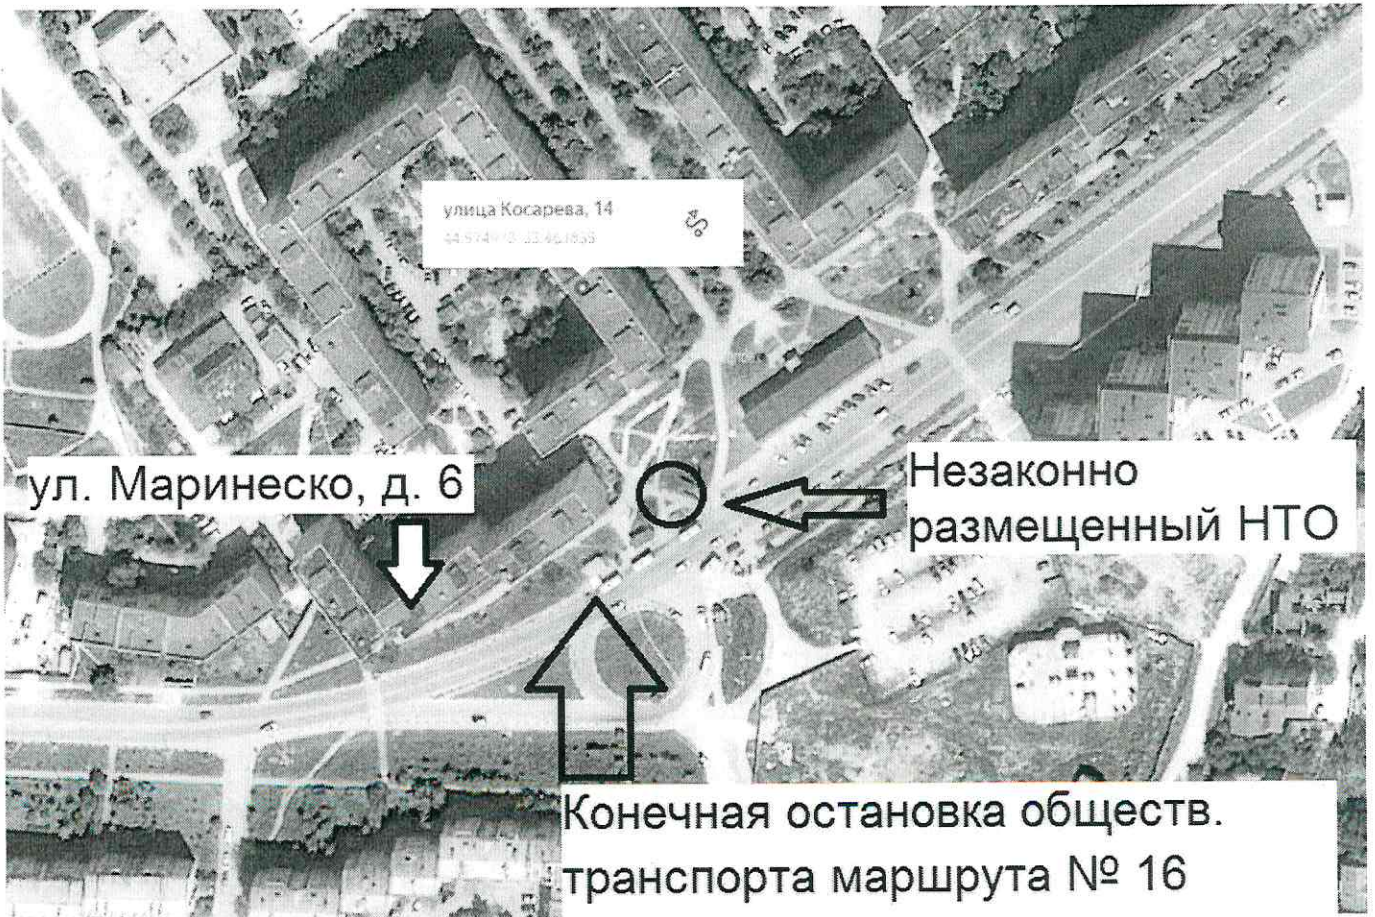 улица Косарева, 14
ул. Маринеско, д. 6
Незаконно
размещенный НТО
Конечная остановка обществ.
транспорта маршрута № 16